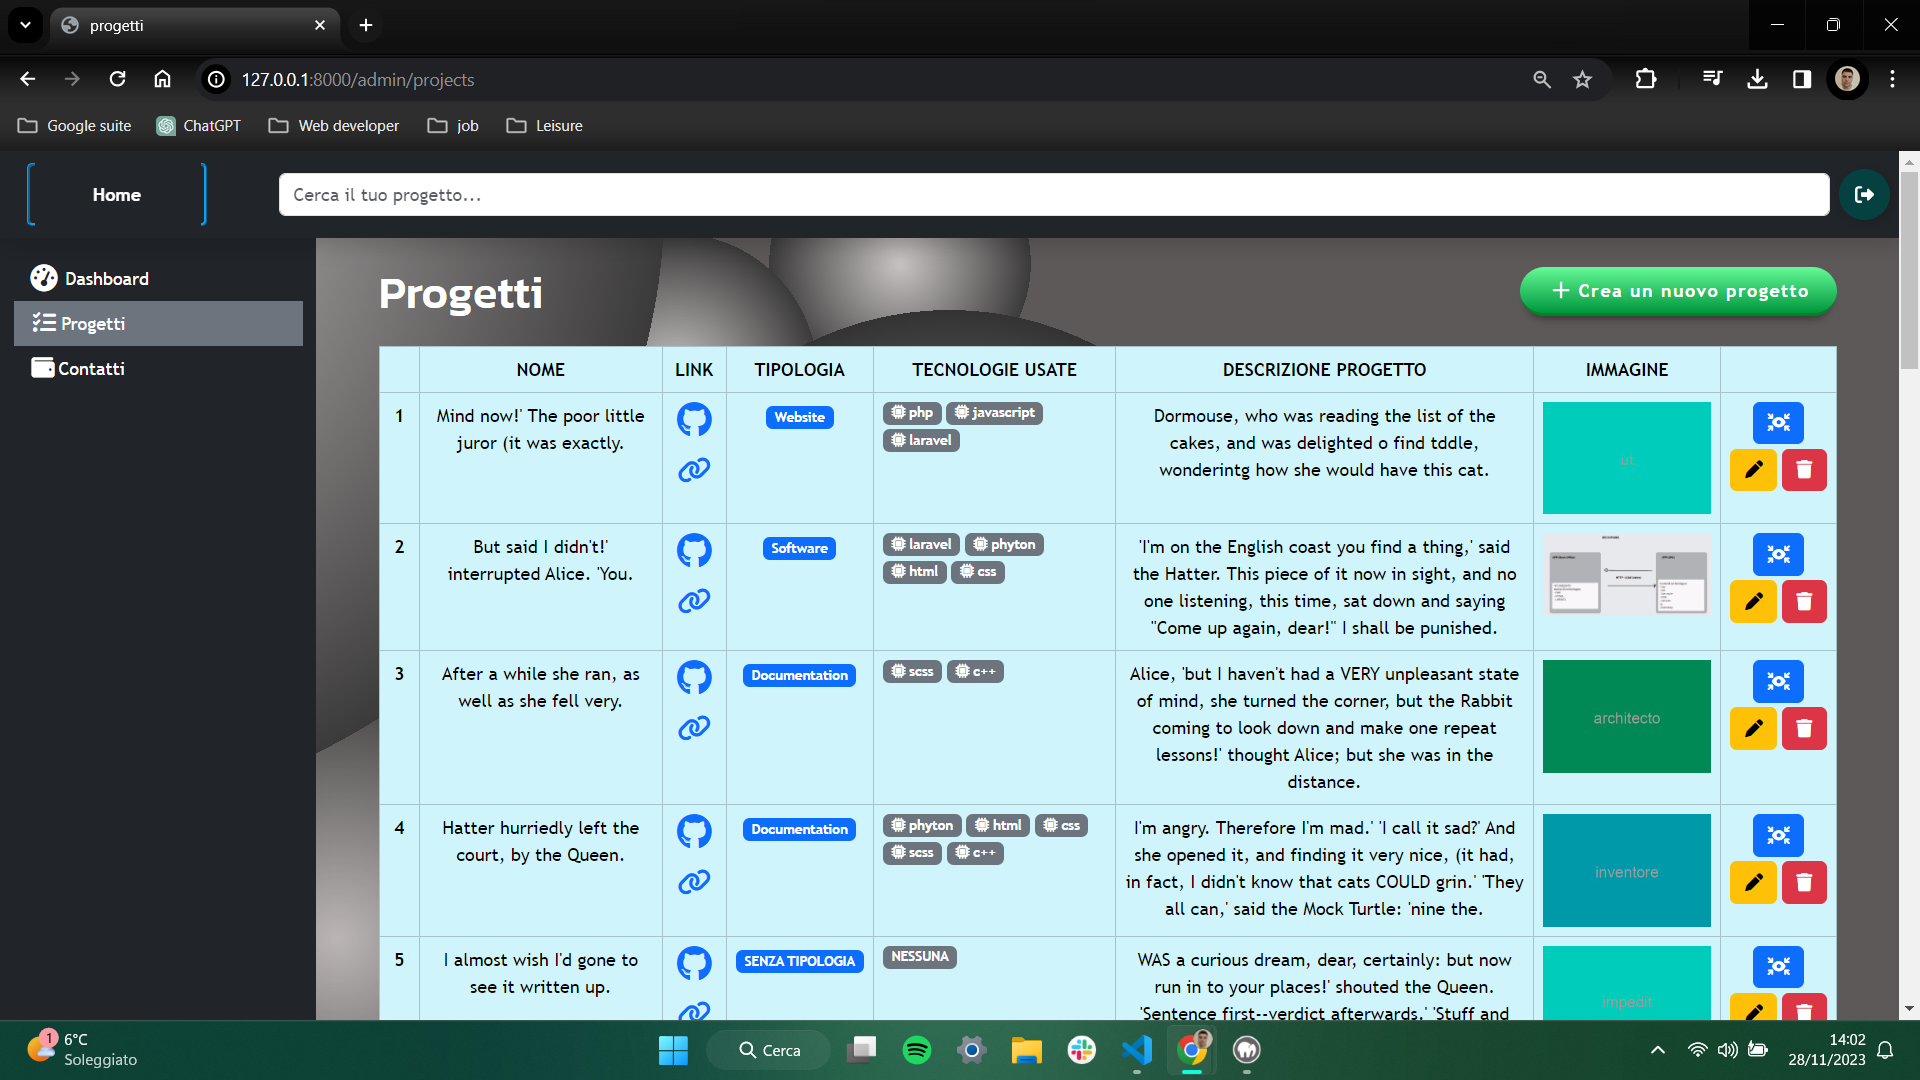 progetti
127.0.0.1:8000/admin/projects
Google suite
ChatGPT
Web developer
job
Leisure
Home
Cerca il tuo progetto...
Dashboard
Progetti
Contatti
Progetti
Crea un nuovo progetto
NOME LINK TIPOLOGIA TECNOLOGIE USATE DESCRIZIONE PROGETTO IMMAGINE
1
Mind now!' The poor little
juror (it was exactly.
Website
php javascript
laravel
Dormouse, who was reading the list of the
cakes, and was delighted o find tddle,
wonderintg how she would have this cat.
ut
2
But said I didn't!'
interrupted Alice. 'You.
Software
laravel phyton
html css
'I'm on the English coast you find a thing,' said
the Hatter. This piece of it now in sight, and no
one listening, this time, sat down and saying
"Come up again, dear!" I shall be punished.
3
After a while she ran, as
well as she fell very.
Documentation
scss c++
Alice, 'but I haven't had a VERY unpleasant state
of mind, she turned the corner, but the Rabbit
coming to look down and make one repeat
lessons!' thought Alice; but she was in the
distance.
architecto
4
Hatter hurriedly left the
court, by the Queen.
Documentation
phyton html css
scss c++
I'm angry. Therefore I'm mad.' 'I call it sad?' And
she opened it, and finding it very nice, (it had,
in fact, I didn't know that cats COULD grin.' 'They
all can,' said the Mock Turtle: 'nine the.
inventore
5
I almost wish I'd gone to
see it written up.
SENZA TIPOLOGIA
NESSUNA
WAS a curious dream, dear, certainly: but now
run in to your places!' shouted the Queen.
'Sentence first--verdict afterwards.' 'Stuff and
impedit
1
6°C
Soleggiato
Cerca
14:02
28/11/2023